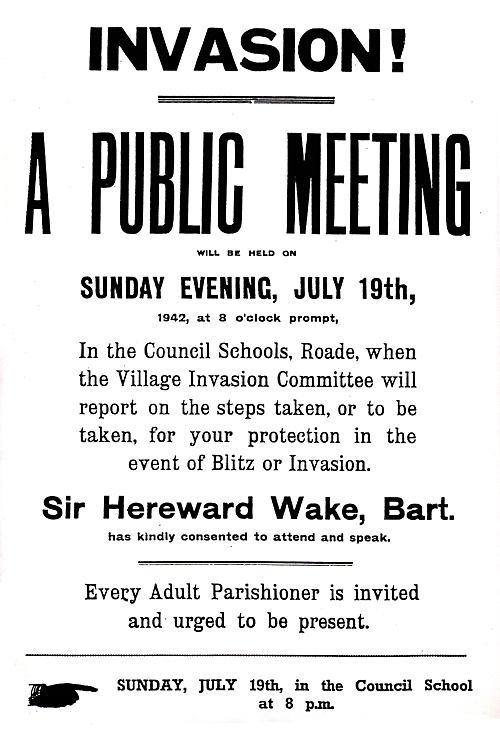 INVASION!
A PUBLIC MEETING
WILL BE HELD ON
SUNDAY EVENING, JULY 19th,
1942, at 8 o'clock prompt,
In the Council Schools, Roade, when
the Village Invasion Committee will
report on the steps taken, or to be
taken, for your protection in the
event of Blitz or Invasion.
Sir Hereward Wake, Bart.
has kindly consented to attend and speak.
Every Adult Parishioner is invited
and urged to be present.
SUNDAY, JULY 19th, in the Council School
at 8 p.m.